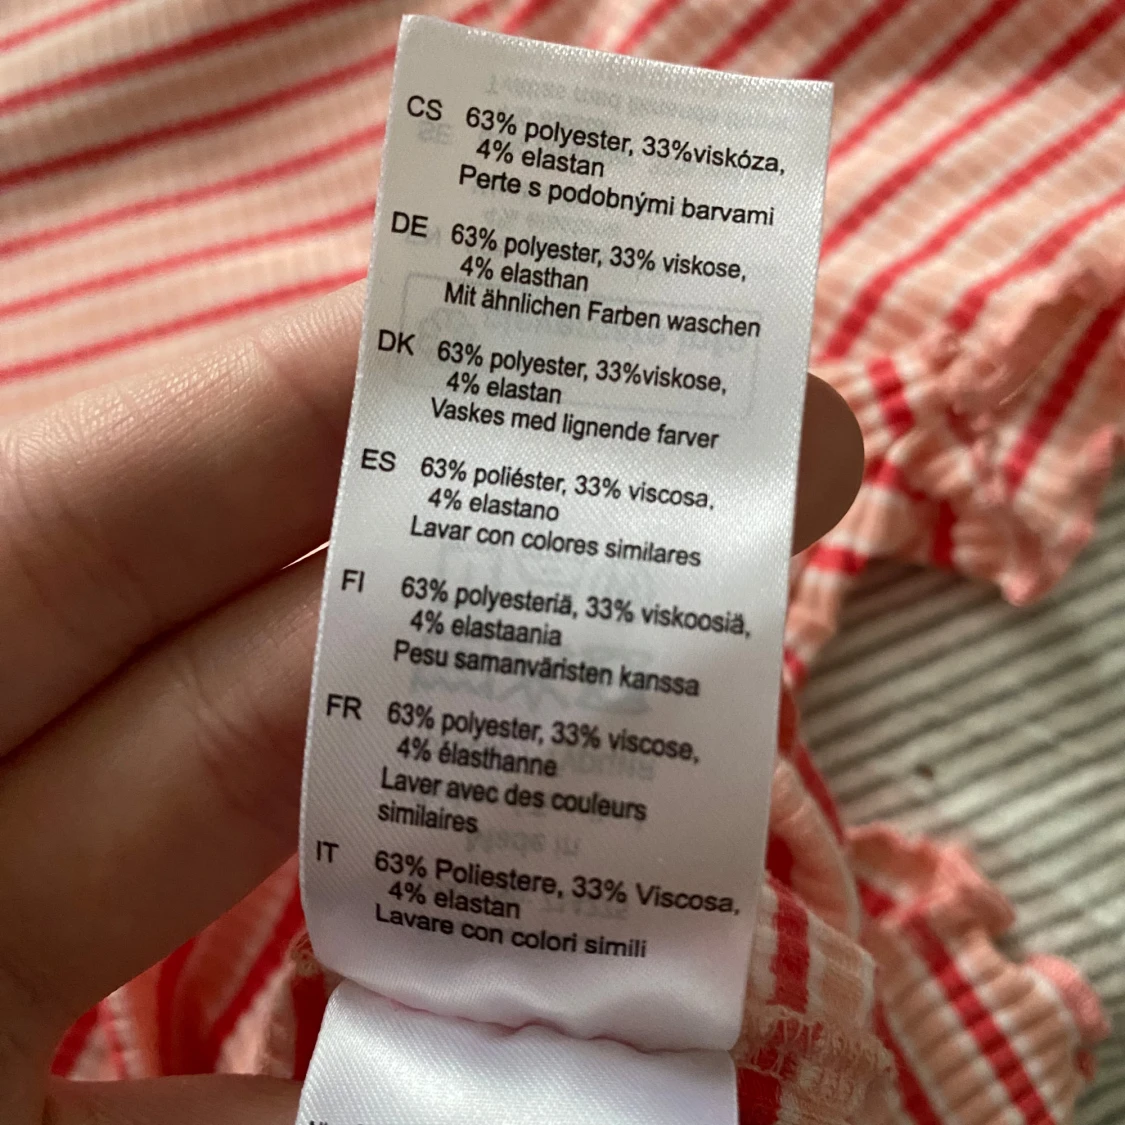 CS 63% polyester, 33%viskóza,
4% elastan
Perte s podobnými barvami
DE 63% polyester, 33% viskose,
4% elasthan
Mit ähnlichen Farben waschen
DK 63% polyester, 33%viskose,
4% elastan
Vaskes med lignende farver
ES 63% poliéster, 33% viscosa,
4% elastano
Lavar con colores similares
FI 63% polyesteriä, 33% viskoosiä,
4% elastaania
Pesu samanväristen kanssa
FR 63% polyester, 33% viscose,
4% élasthanne
Laver avec des couleurs
similaires
IT 63% Poliestere, 33% Viscosa,
4% elastan
Lavare con colori simili